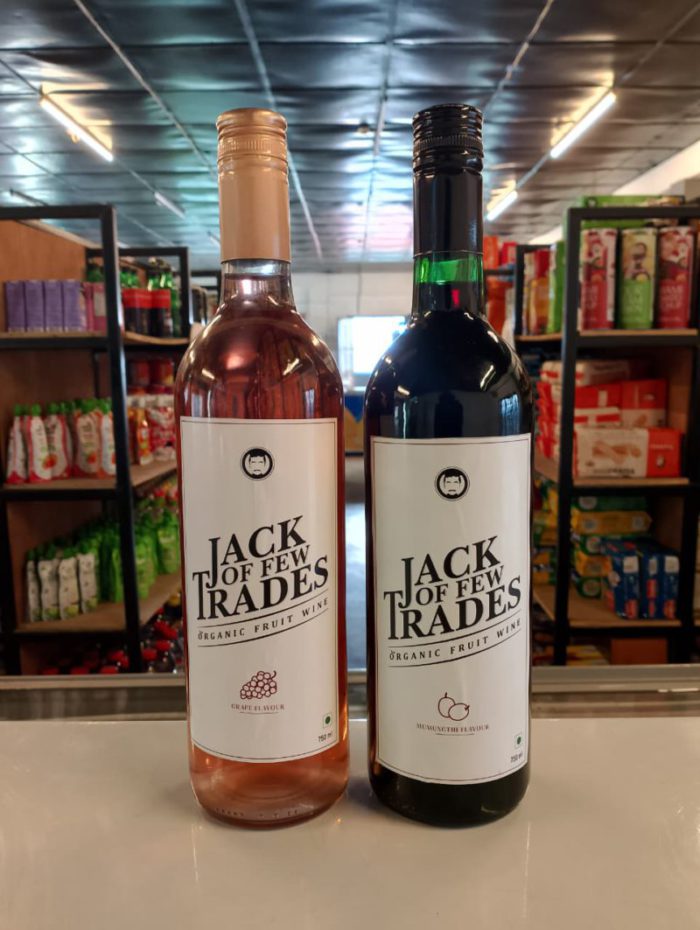 JACK
OF FEW
TRADES
ORGANIC FRUIT WINE
GRAPE FLAVOUR
750 ml
JACK
OF FEW
TRADES
ORGANIC FRUIT WINE
750 ml